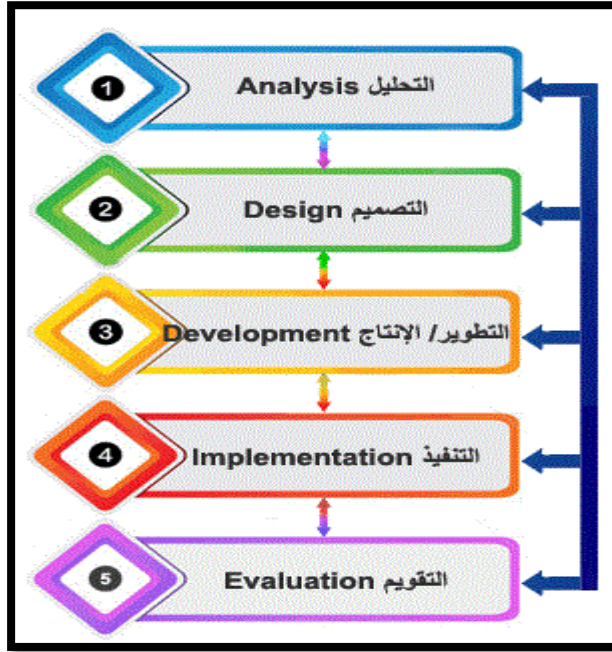 1
التحليل Analysis
2
التصميم Design
3
التطوير/ الإنتاج Development
4
التنفيذ Implementation
5
التقويم Evaluation